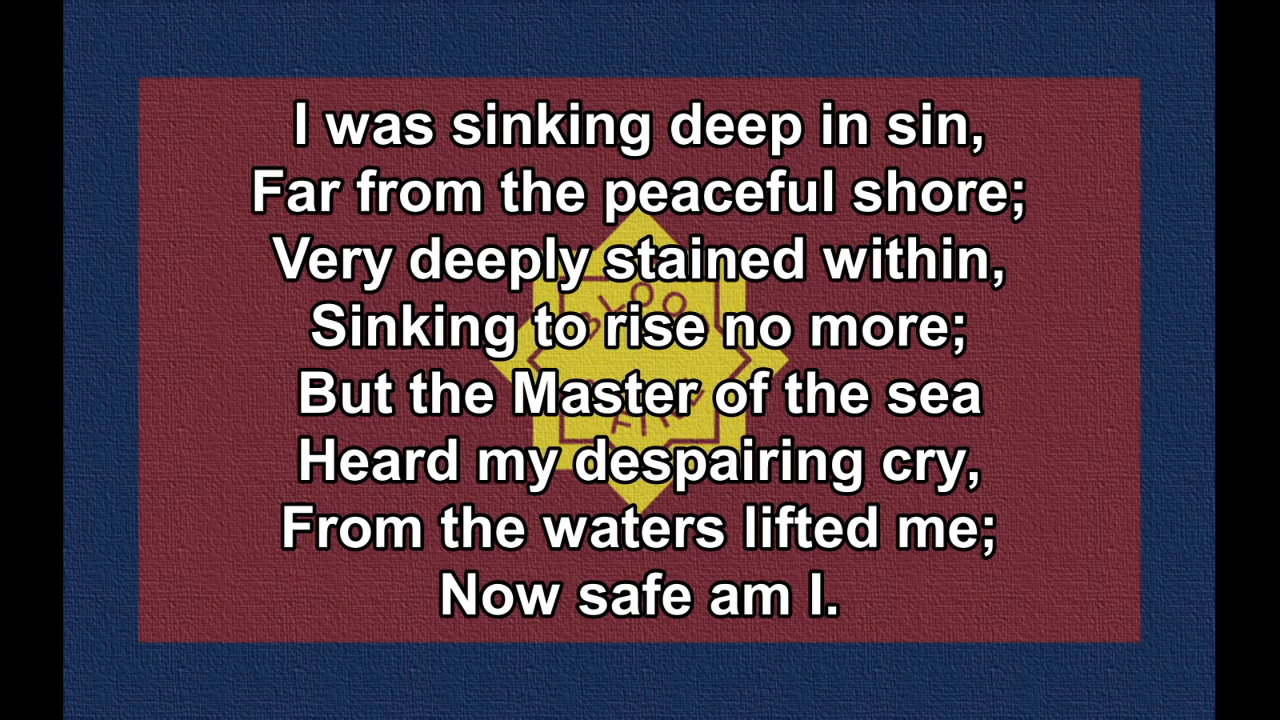 I was sinking deep in sin,
Far from the peaceful shore;
Very deeply stained within,
Sinking to rise no more;
But the Master of the sea
Heard my despairing cry,
From the waters lifted me;
Now safe am I.